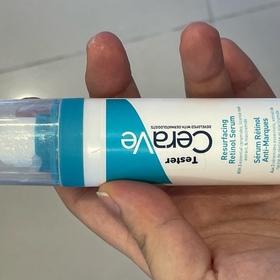 Tester
CeraVe
DEVELOPED WITH DERMATOLOGISTS
Resurfacing
Retinol Serum
Sérum Rétinol
Anti-Marques